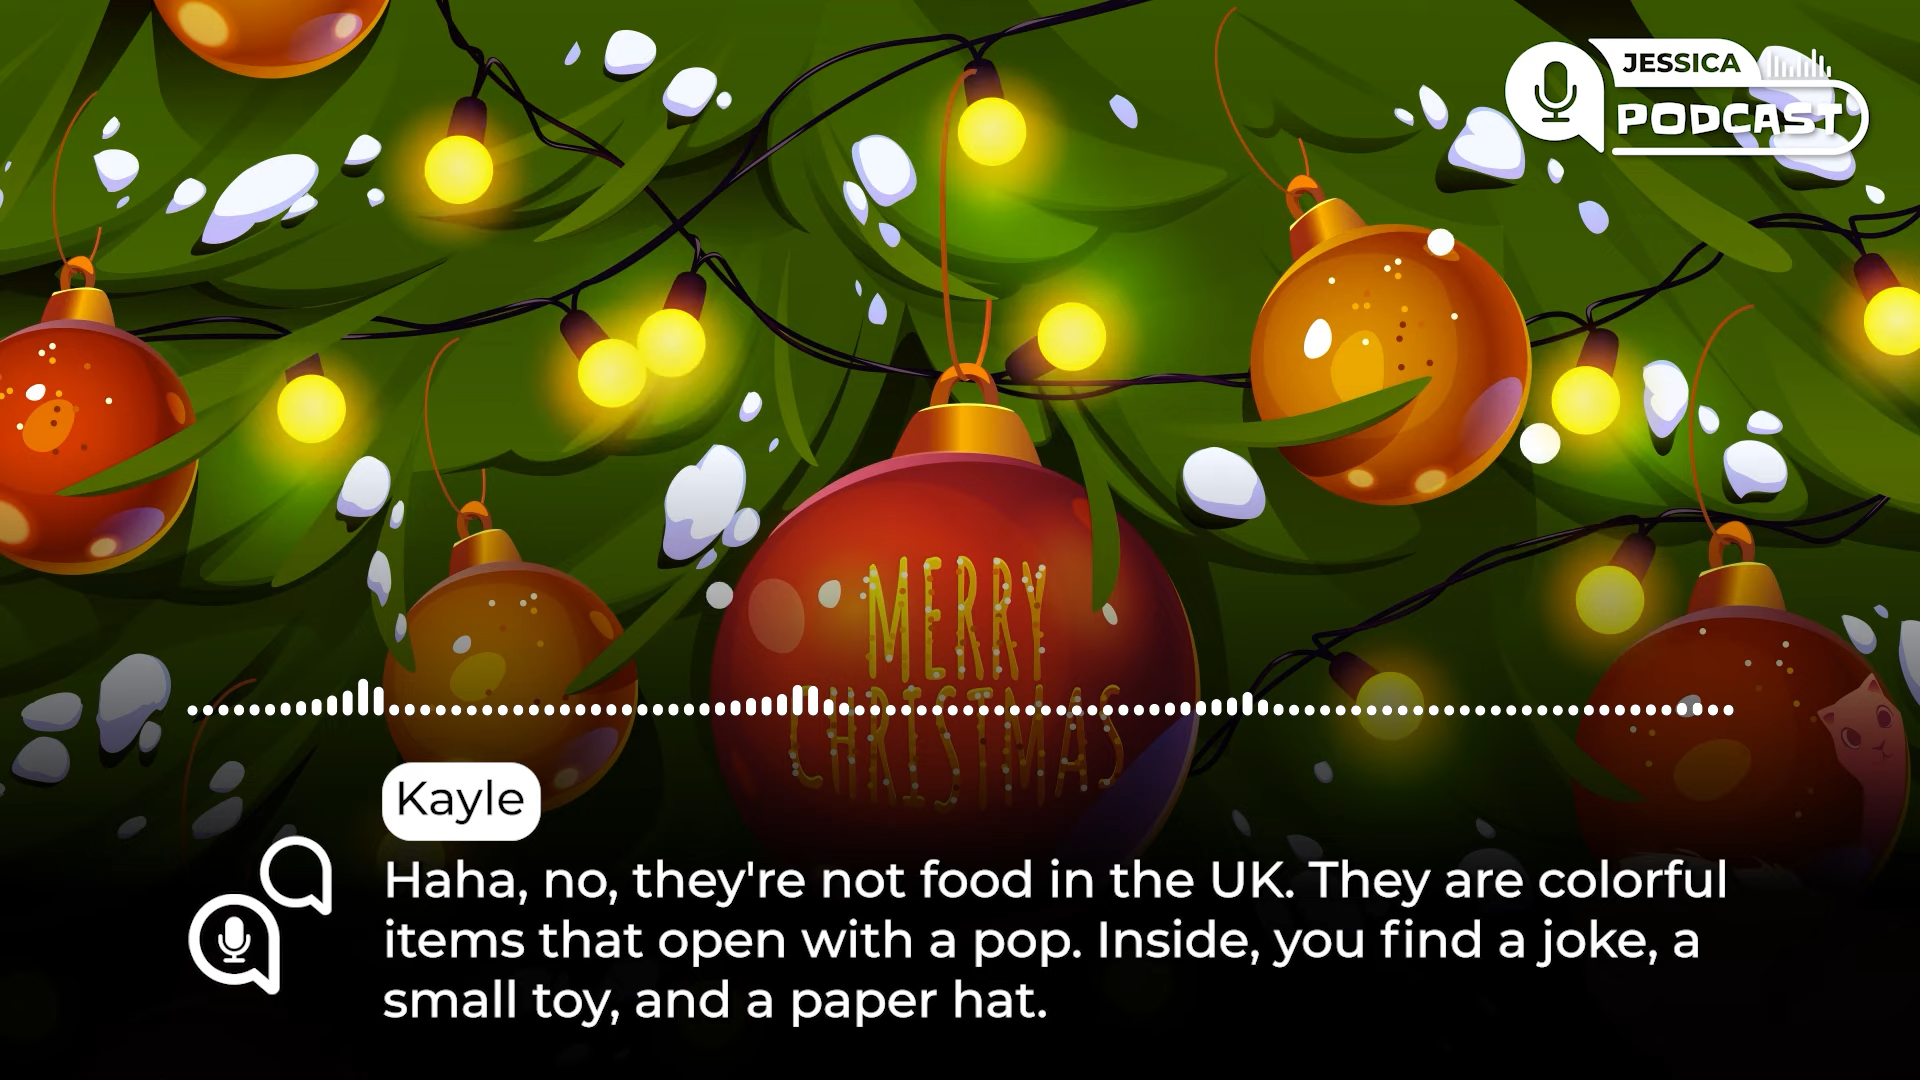 JESSICA
PODCAST
MERRY
CHRISTMAS
Kayle
Haha, no, they're not food in the UK. They are colorful
items that open with a pop. Inside, you find a joke, a
small toy, and a paper hat.